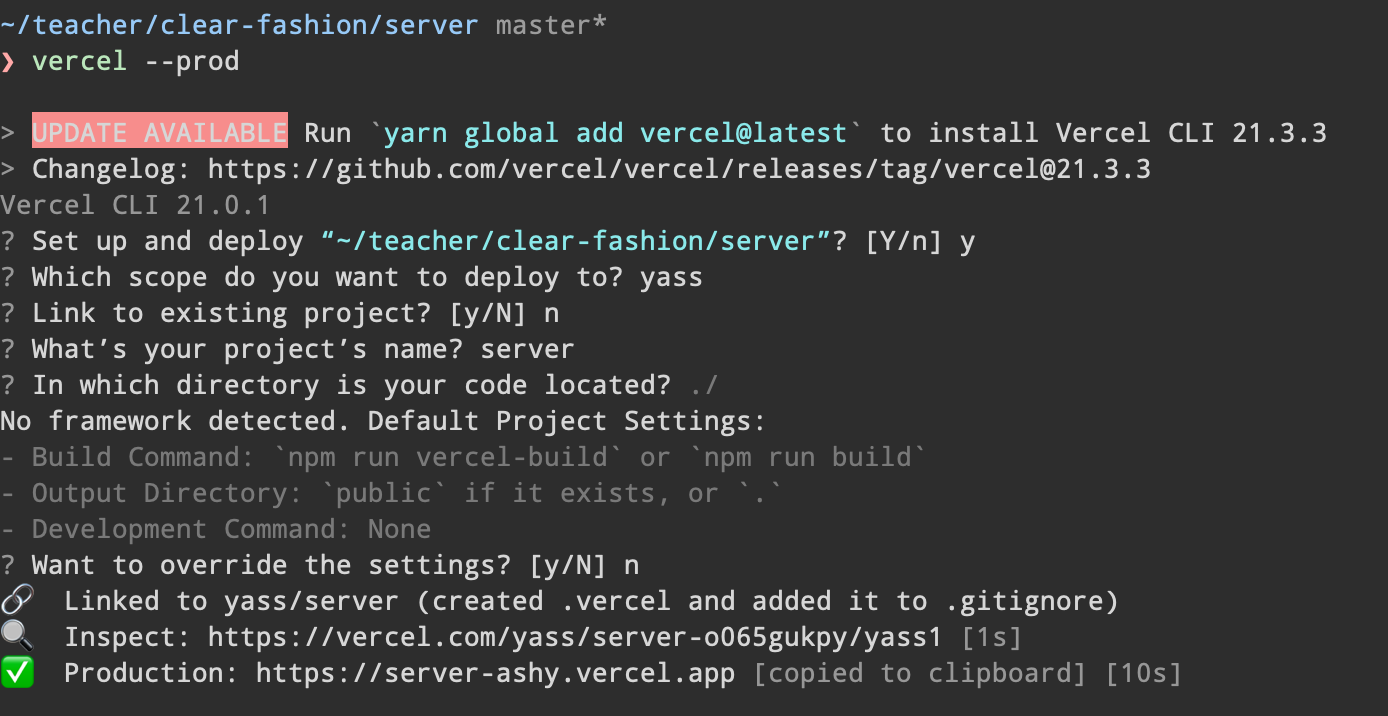 ~/teacher/clear-fashion/server master*
❯ vercel --prod
> UPDATE AVAILABLE Run `yarn global add vercel@latest` to install Vercel CLI 21.3.3
> Changelog: https://github.com/vercel/vercel/releases/tag/vercel@21.3.3
Vercel CLI 21.0.1
? Set up and deploy “~/teacher/clear-fashion/server”? [Y/n] y
? Which scope do you want to deploy to? yass
? Link to existing project? [y/N] n
? What’s your project’s name? server
? In which directory is your code located? ./
No framework detected. Default Project Settings:
- Build Command: `npm run vercel-build` or `npm run build`
- Output Directory: `public` if it exists, or `.`
- Development Command: None
? Want to override the settings? [y/N] n
🔗 Linked to yass/server (created .vercel and added it to .gitignore)
🔍 Inspect: https://vercel.com/yass/server-o065gukpy/yass1 [1s]
✅ Production: https://server-ashy.vercel.app [copied to clipboard] [10s]